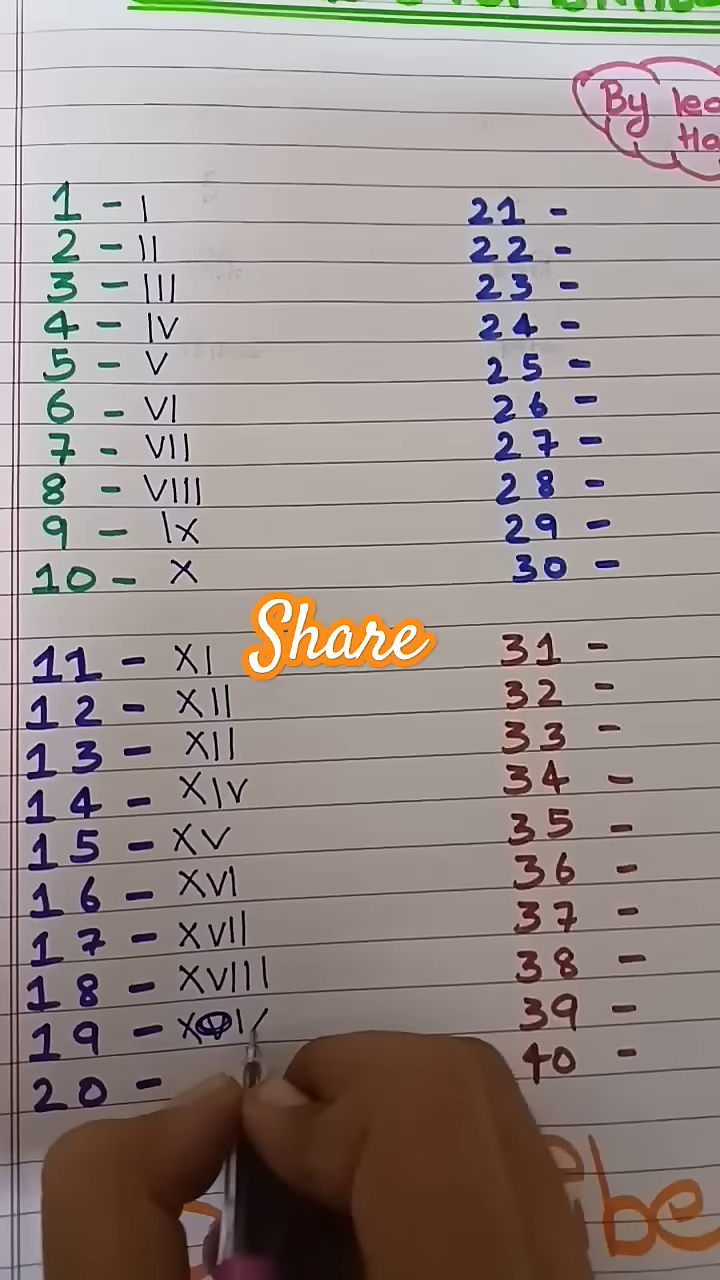 By
1 - I
2 - II
3 - III
4 - IV
5 - V
6 - VI
7 - VII
8 - VIII
9 - IX
10 - X
11 - XI
12 - XII
13 - XII
14 - XIV
15 - XV
16 - XVI
17 - XVII
18 - XVIII
19 -
20 -
21 -
22 -
23 -
24 -
25 -
26 -
27 -
28 -
29 -
30 -
31 -
32 -
33 -
34 -
35 -
36 -
37 -
38 -
39 -
40 -
Share